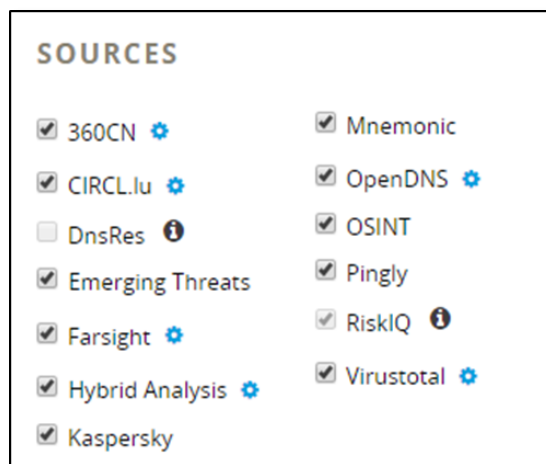 SOURCES
360CN
CIRCL.lu
DnsRes
Emerging Threats
Farsight
Hybrid Analysis
Kaspersky
Mnemonic
OpenDNS
OSINT
Pingly
RiskIQ
Virustotal